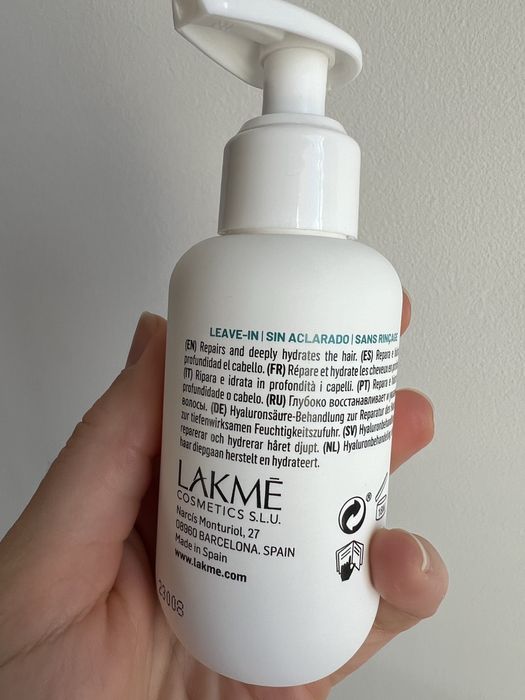 LEAVE-IN | SIN ACLARADO | SANS RINÇAGE
(EN) Repairs and deeply hydrates the hair. (ES) Repara e
profundidad el cabello. (FR) Répare et hydrate les cheveux en
(IT) Ripara e idrata in profondità i capelli. (PT) Repara e
profundidade o cabelo. (RU) Глубоко восстанавливает и
волосы. (DE) Hyaluronsäure-Behandlung zur Reparatur des
zur tiefenwirksamen Feuchtigkeitszufuhr. (SV)
reparerar och hydrerar håret djupt. (NL)
haar diepgaan herstelt en hydrateert.
LAKMĒ
COSMETICS S.L.U.
Narcís Monturiol, 27
08960 BARCELONA. SPAIN
Made in Spain
www.lakme.com
®
23008